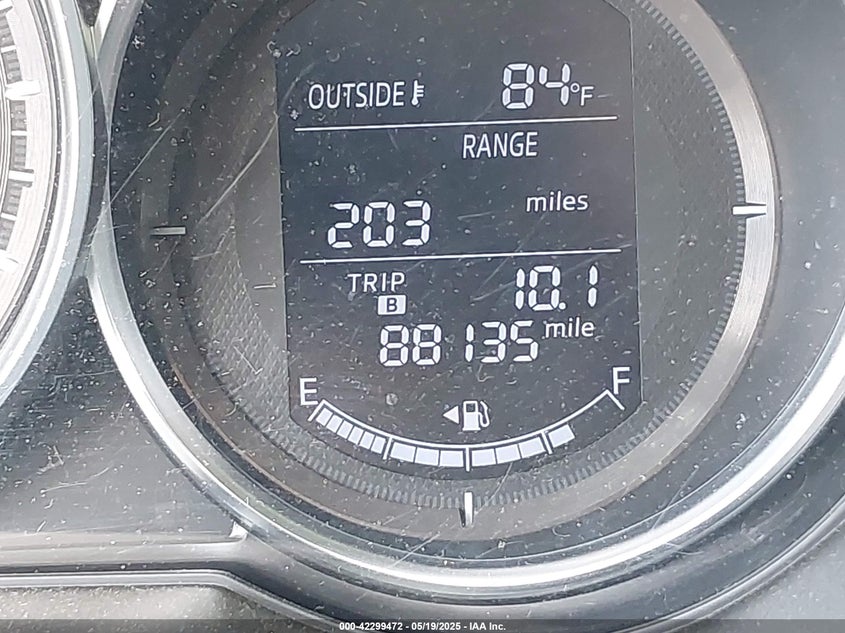 OUTSIDE 84°F
RANGE
203 miles
TRIP B 10.1
88135 mile
E F
000-42299472 - 05/19/2025 - IAA Inc.